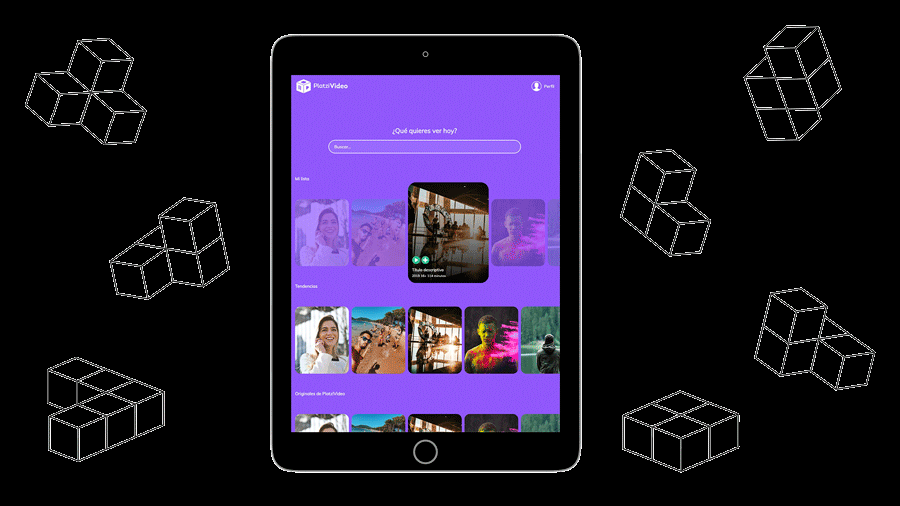 PlatziVideo
Perfil
¿Qué quieres ver hoy?
Buscar...
Mi lista
Título descriptivo
2019 16+ 114 minutos
Tendencias
Originales de PlatziVideo